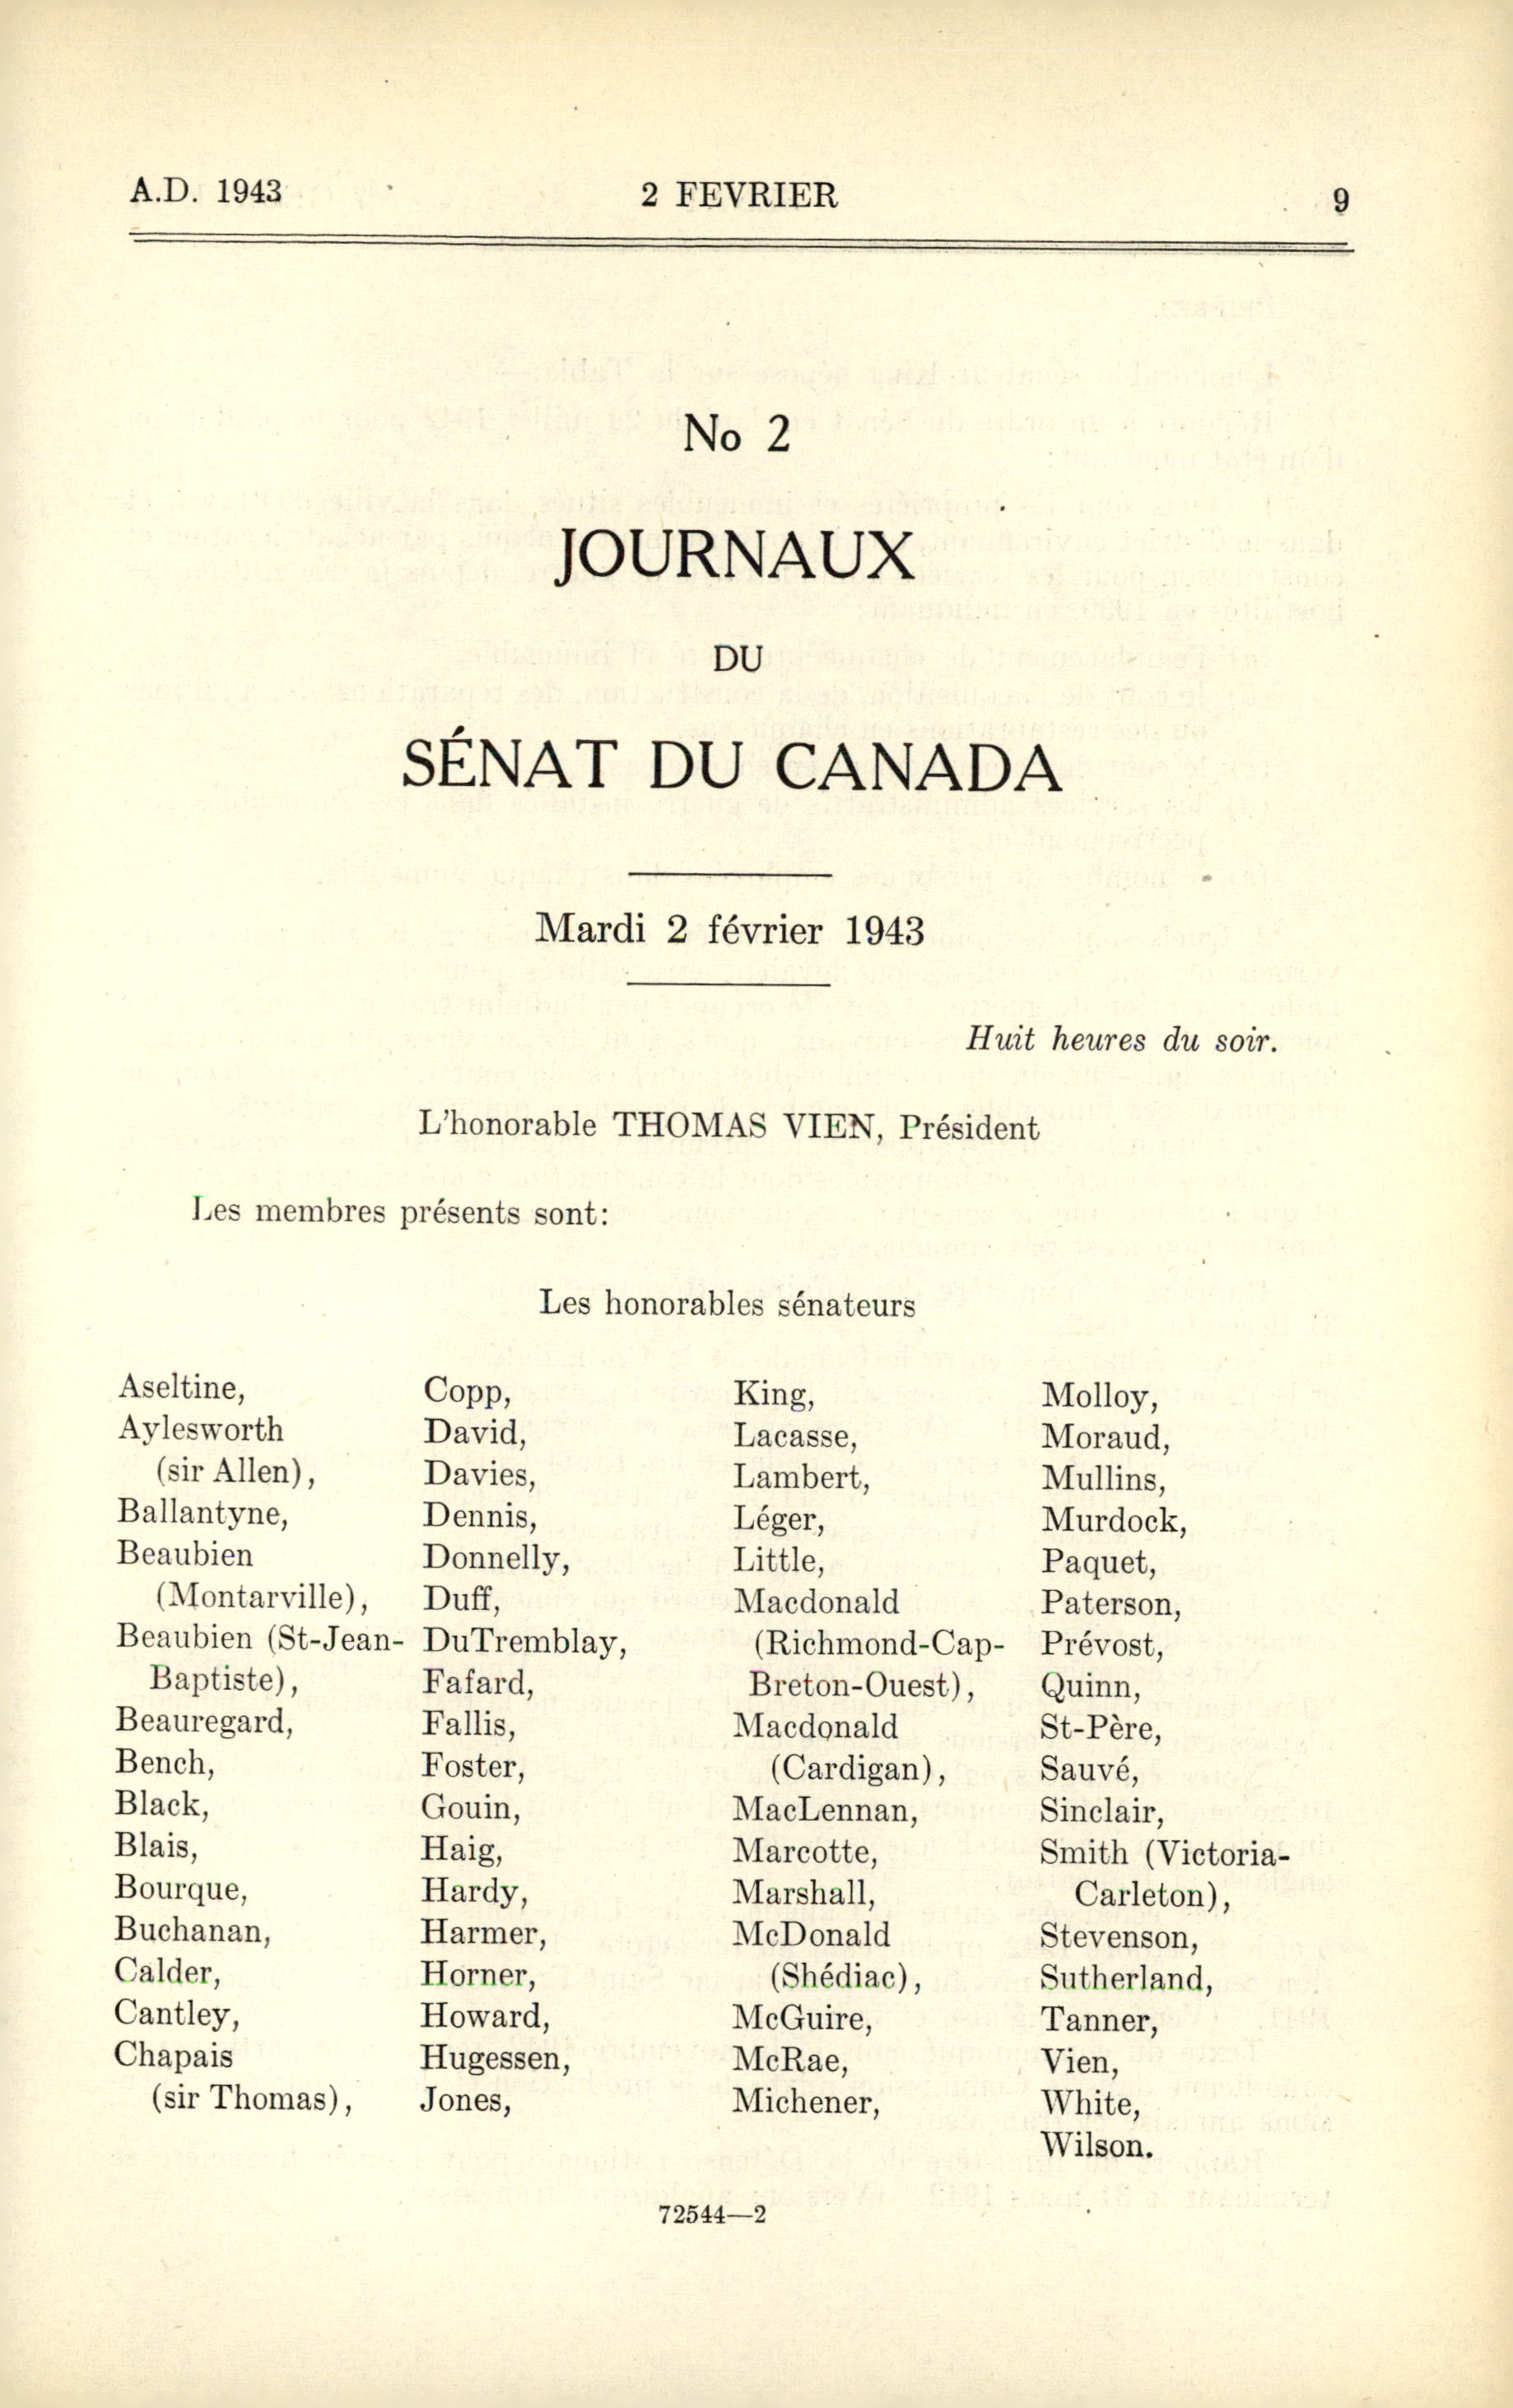 A.D. 1943
2 FEVRIER
9
No 2
JOURNAUX
DU
SÉNAT DU CANADA
Mardi 2 février 1943
Huit heures du soir.
L'honorable THOMAS VIEN, Président
Les membres présents sont:
Les honorables sénateurs
Aseltine,
Aylesworth
(sir Allen),
Ballantyne,
Beaubien
(Montarville),
Beaubien (St-Jean-
Baptiste),
Beauregard,
Bench,
Black,
Blais,
Bourque,
Buchanan,
Calder,
Cantley,
Chapais
(sir Thomas),
Copp,
David,
Davies,
Dennis,
Donnelly,
Duff,
DuTremblay,
Fafard,
Fallis,
Foster,
Gouin,
Haig,
Hardy,
Harmer,
Horner,
Howard,
Hugessen,
Jones,
King,
Lacasse,
Lambert,
Léger,
Little,
Macdonald
(Richmond-Cap-
Breton-Ouest),
Macdonald
(Cardigan),
MacLennan,
Marcotte,
Marshall,
McDonald
(Shédiac),
McGuire,
McRae,
Michener,
Molloy,
Moraud,
Mullins,
Murdock,
Paquet,
Paterson,
Prévost,
Quinn,
St-Père,
Sauvé,
Sinclair,
Smith (Victoria-
Carleton),
Stevenson,
Sutherland,
Tanner,
Vien,
White,
Wilson.
72544—2